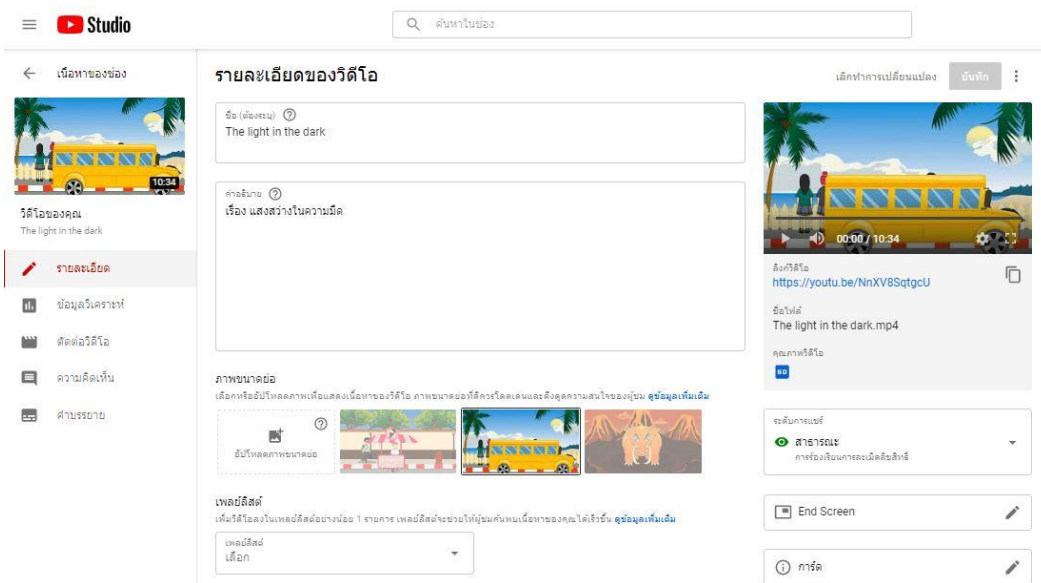 Studio
ค้นหาในช่อง
เนื้อหาของช่อง
10:34
วิดีโอของคุณ
The light in the dark
รายละเอียด
ข้อมูลวิเคราะห์
ตัดต่อวิดีโอ
ความคิดเห็น
คำบรรยาย
รายละเอียดของวิดีโอ
เลิกทำการเปลี่ยนแปลง
บันทึก
ชื่อ (ต้องระบุ)
The light in the dark
คำอธิบาย
เรื่อง แสงสว่างในความมืด
ภาพขนาดย่อ
เลือกหรืออัปโหลดภาพเพื่อแสดงเนื้อหาของวิดีโอ ภาพขนาดย่อที่ดีควรโดดเด่นและดึงดูดความสนใจของผู้ชม ดูข้อมูลเพิ่มเติม
อัปโหลดภาพขนาดย่อ
เพลย์ลิสต์
เพิ่มวิดีโอลงในเพลย์ลิสต์อย่างน้อย 1 รายการ เพลย์ลิสต์จะช่วยให้ผู้ชมค้นพบเนื้อหาของคุณได้เร็วขึ้น ดูข้อมูลเพิ่มเติม
เพลย์ลิสต์
เลือก
00:00 / 10:34
ลิงก์วิดีโอ
https://youtu.be/NnXV8SqtgcU
ชื่อไฟล์
The light in the dark.mp4
คุณภาพวิดีโอ
SD
ระดับการแชร์
สาธารณะ
การร้องเรียนการละเมิดลิขสิทธิ์
End Screen
การ์ด